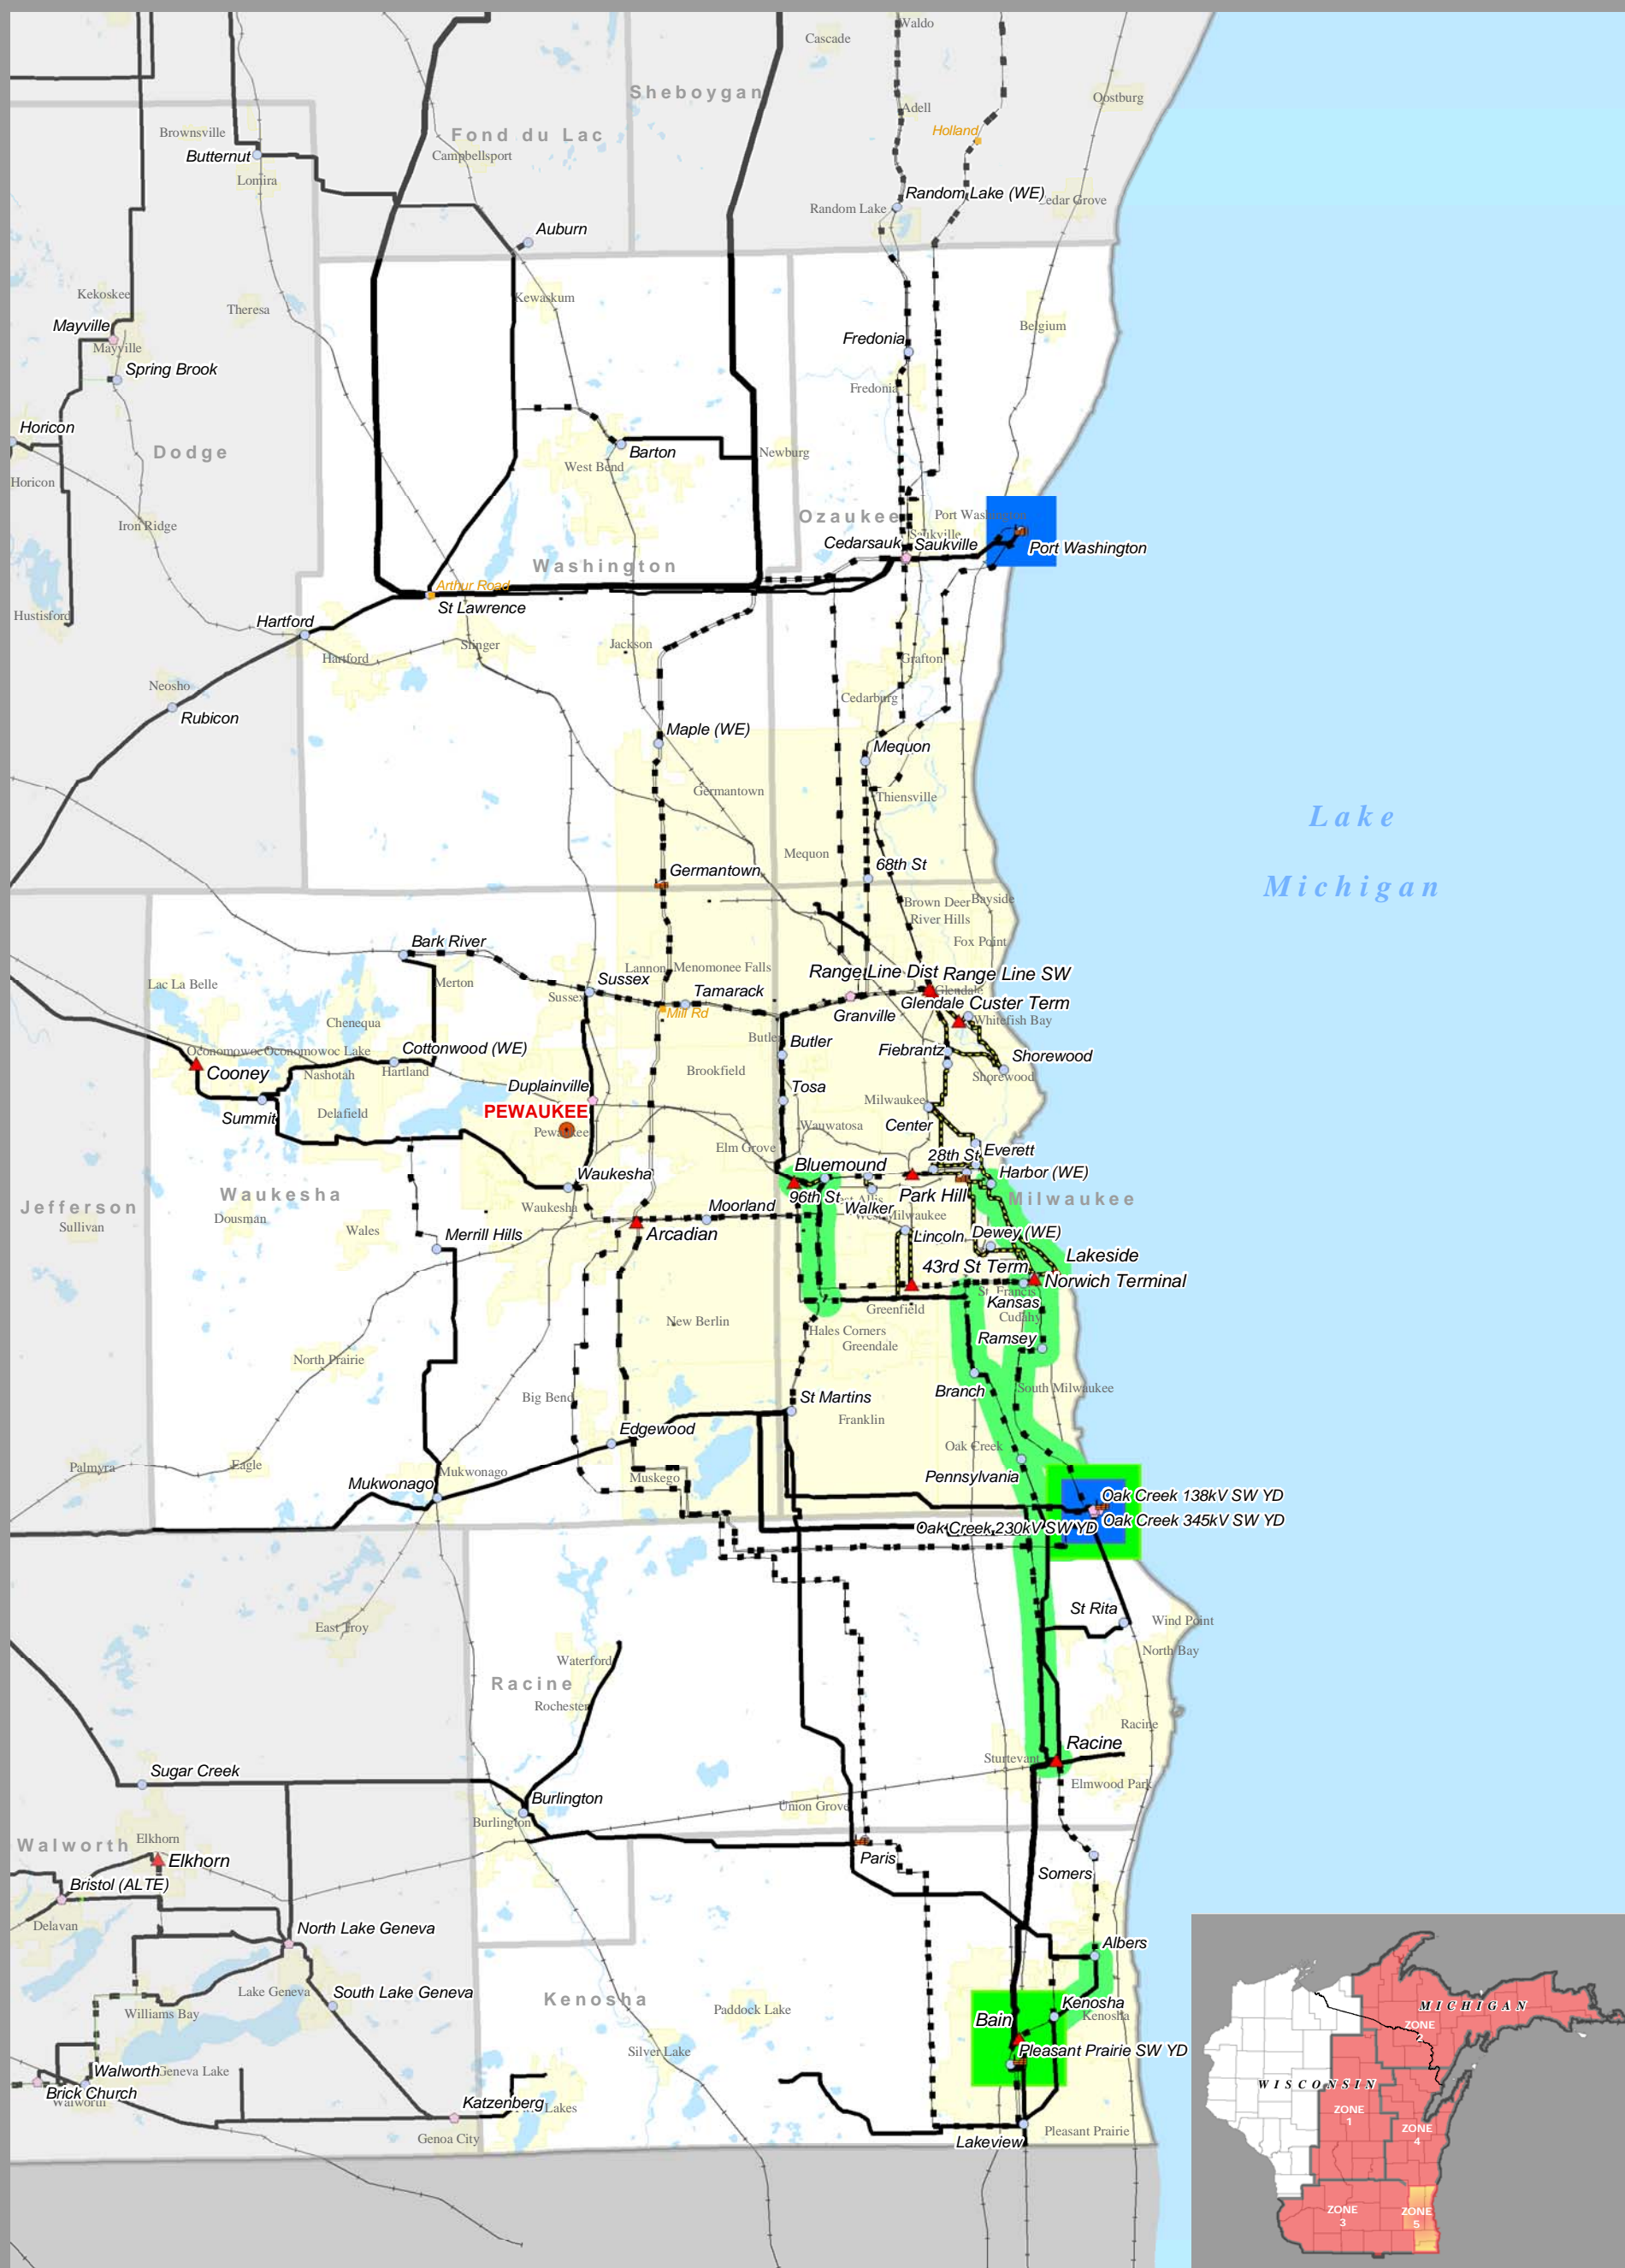 Waldo
Cascade
Sheboygan
Oostburg
Adell
Holland
Fond du Lac
Brownsville
Butternut
Campbellsport
Lomira
Random Lake (WE)
Random Lake
Cedar Grove
Auburn
Kekoskee
Kewaskum
Theresa
Mayville
Mayville
Belgium
Fredonia
Spring Brook
Fredonia
Horicon
Dodge
Barton
Newburg
West Bend
Horicon
Iron Ridge
Ozaukee
Port Washington
Saukville
Cedarsauk
Saukville
Port Washington
Washington
Arthur Road
St Lawrence
Hustisford
Hartford
Slinger
Jackson
Hartford
Grafton
Neosho
Cedarburg
Rubicon
Maple (WE)
Mequon
Germantown
Thiensville
Lake
Michigan
Mequon
Germantown
68th St
Brown Deer
Bayside
River Hills
Bark River
Fox Point
Lannon
Menomonee Falls
Range Line Dist
Range Line SW
Lac La Belle
Merton
Sussex
Sussex
Tamarack
Glendale
Glendale
Custer Term
Mill Rd
Granville
Whitefish Bay
Chenequa
Butler
Butler
Oconomowoc
Oconomowoc Lake
Cottonwood (WE)
Fiebrantz
Shorewood
Cooney
Nashotah
Hartland
Brookfield
Shorewood
Duplainville
Tosa
Summit
Delafield
PEWAUKEE
Milwaukee
Pewaukee
Center
Wauwatosa
Elm Grove
28th St
Everett
Bluemound
Harbor (WE)
Waukesha
Waukesha
Park Hill
Milwaukee
96th St
West Allis
Jefferson
Sullivan
Dousman
Waukesha
Moorland
Walker
West Milwaukee
Wales
Merrill Hills
Arcadian
Lincoln
Dewey (WE)
Lakeside
43rd St Term
Norwich Terminal
St. Francis
Kansas
Greenfield
Cudahy
New Berlin
Hales Corners
Ramsey
Greendale
North Prairie
Branch
South Milwaukee
Big Bend
St Martins
Franklin
Edgewood
Oak Creek
Eagle
Palmyra
Mukwonago
Muskego
Pennsylvania
Mukwonago
Oak Creek 138kV SW YD
Oak Creek 345kV SW YD
Oak Creek 230kV SW YD
St Rita
Wind Point
East Troy
North Bay
Waterford
Racine
Rochester
Racine
Racine
Sturtevant
Sugar Creek
Elmwood Park
Burlington
Union Grove
Burlington
Walworth
Elkhorn
Elkhorn
Paris
Somers
Bristol (ALTE)
Delavan
North Lake Geneva
Albers
Lake Geneva
South Lake Geneva
Kenosha
Paddock Lake
Kenosha
Kenosha
Williams Bay
Bain
Silver Lake
Pleasant Prairie SW YD
Walworth
Geneva Lake
Brick Church
Walworth
Katzenberg
Lakes
Genoa City
Pleasant Prairie
Lakeview
MICHIGAN
ZONE
2
WISCONSIN
ZONE
1
ZONE
4
ZONE
3
ZONE
5